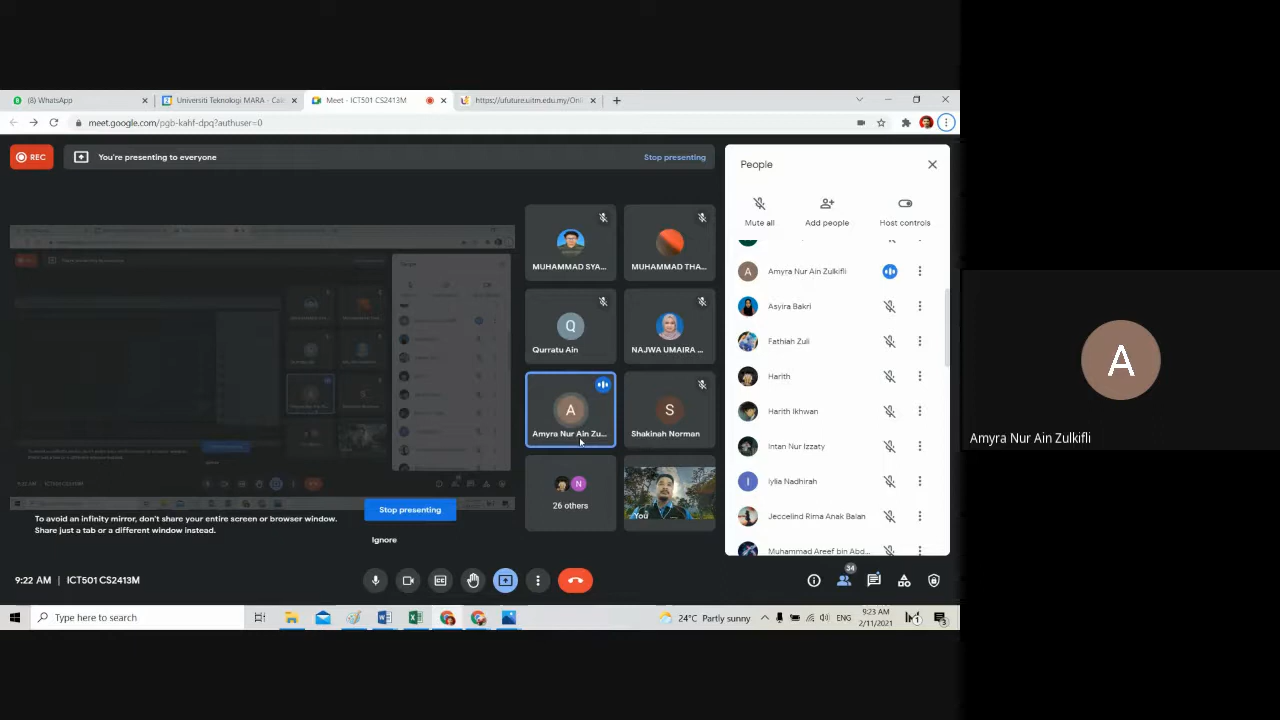 (8) WhatsApp
Universiti Teknologi MARA - Cal
Meet - ICT501 CS2413M
https://ufuture.uitm.edu.my/Onl
meet.google.com/pgb-kahf-dpq?authuser=0
REC
You're presenting to everyone
Stop presenting
People
Mute all
Add people
Host controls
MUHAMMAD SYA...
MUHAMMAD THA...
Qurratu Ain
NAJWA UMAIRA ...
Amyra Nur Ain Zu...
Shakinah Norman
26 others
You
A
Q
A
S
N
Amyra Nur Ain Zulkifli
Asyira Bakri
Fathiah Zuli
Harith
Harith Ikhwan
Intan Nur Izzaty
I
iylia Nadhirah
Jeccelind Rima Anak Balan
Muhammad Areef bin Abd...
To avoid an infinity mirror, don't share your entire screen or browser window.
Share just a tab or a different window instead.
Stop presenting
Ignore
9:22 AM | ICT501 CS2413M
34
Type here to search
24°C Partly sunny
ENG
9:23 AM
2/11/2021
1
3
A
Amyra Nur Ain Zulkifli